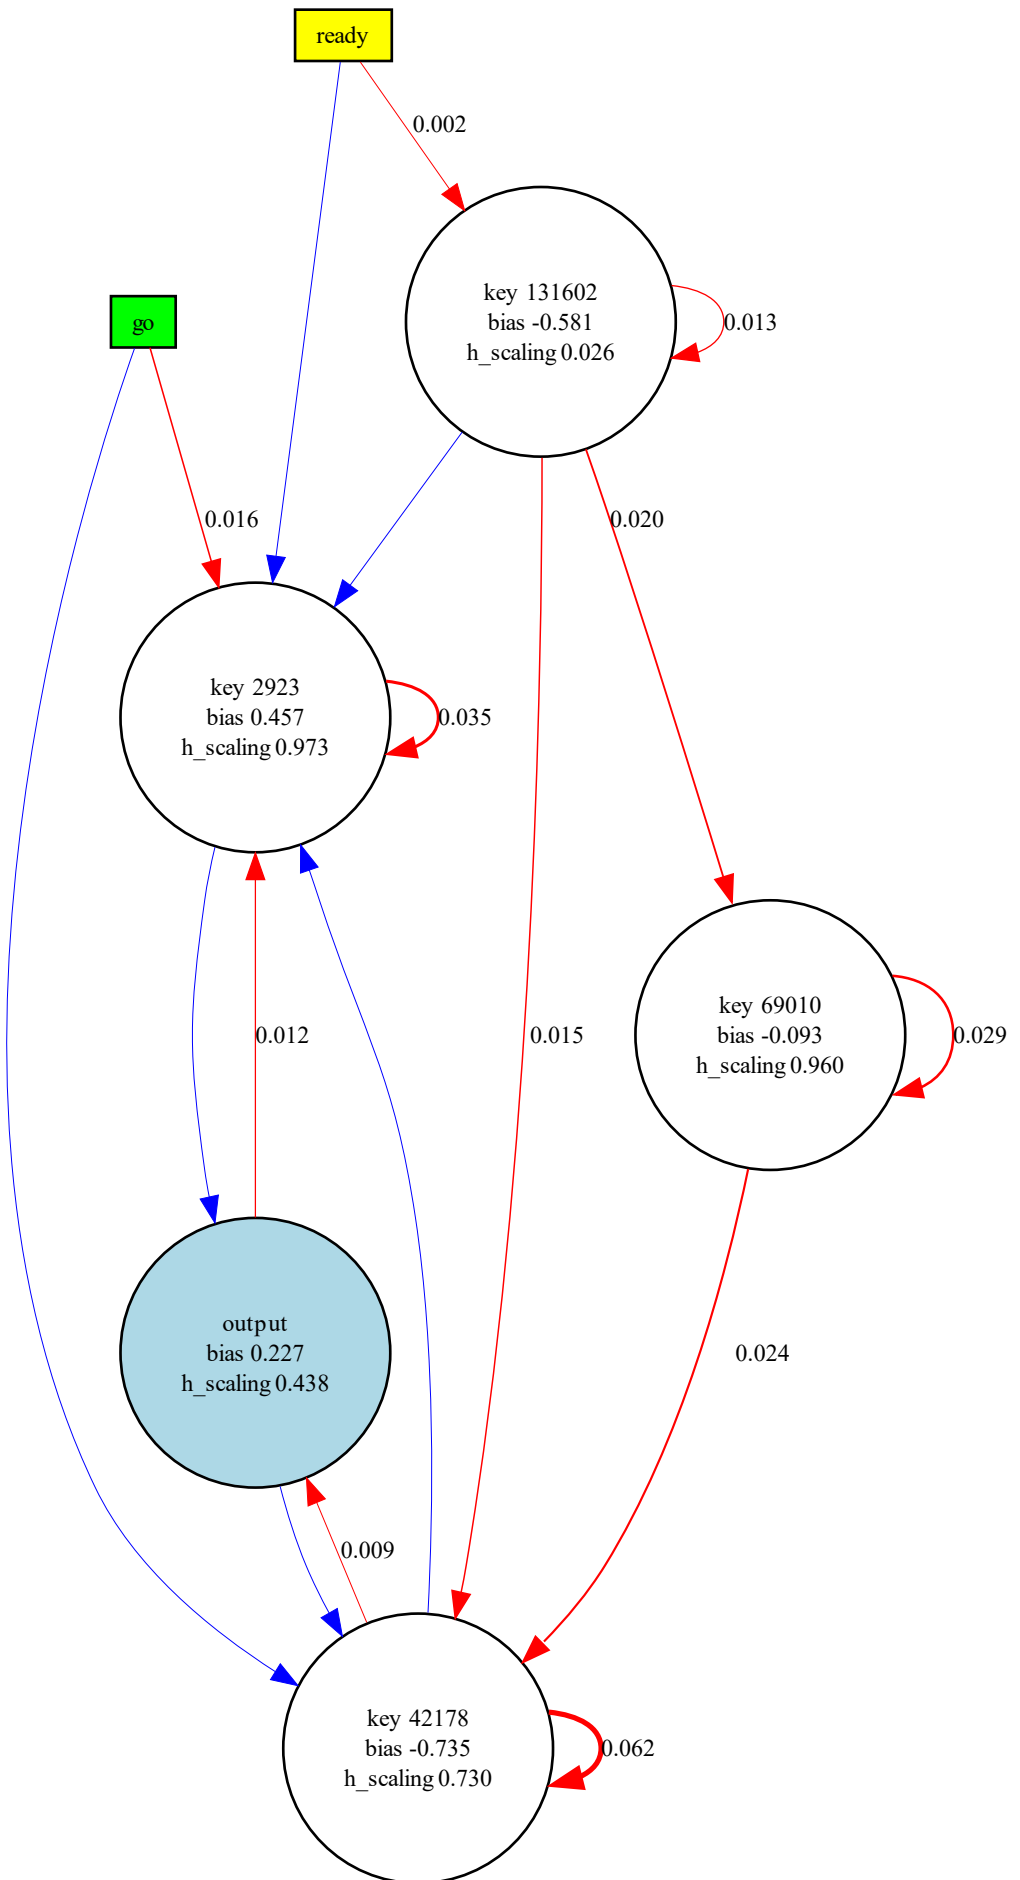 ready
0.002
key 131602
bias -0.581
h_scaling 0.026
0.013
go
0.016
0.020
key 2923
bias 0.457
h_scaling 0.973
0.035
key 69010
bias -0.093
h_scaling 0.960
0.012
0.015
0.029
output
bias 0.227
h_scaling 0.438
0.024
0.009
key 42178
bias -0.735
h_scaling 0.730
0.062